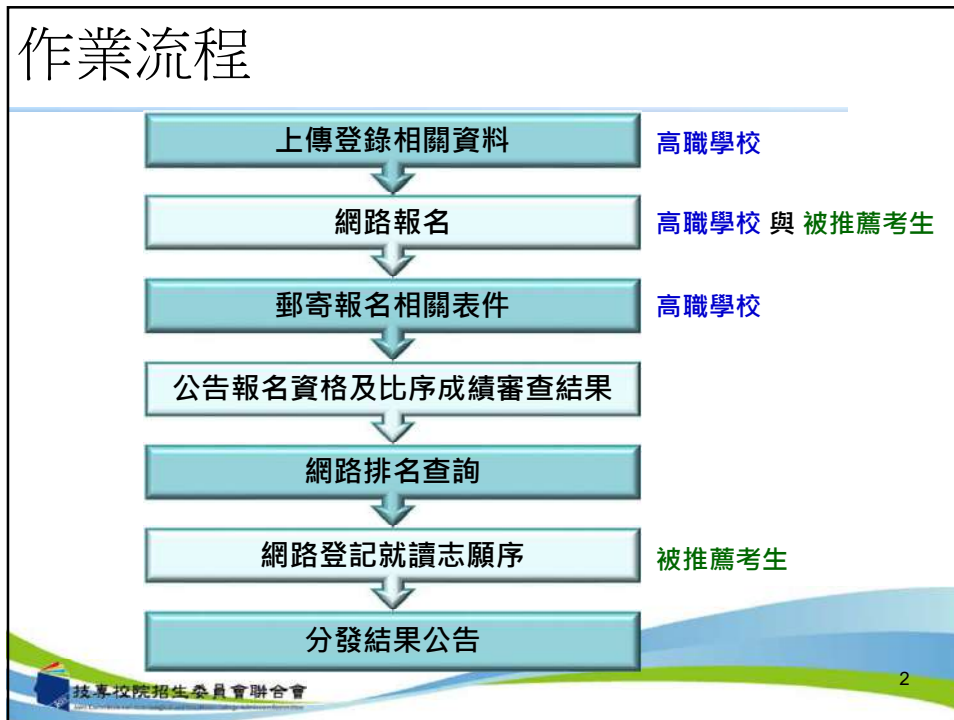 作業流程
上傳登錄相關資料 高職學校
網路報名 高職學校 與 被推薦考生
郵寄報名相關表件 高職學校
公告報名資格及比序成績審查結果
網路排名查詢
網路登記就讀志願序 被推薦考生
分發結果公告
技專校院招生委員會聯合會
2